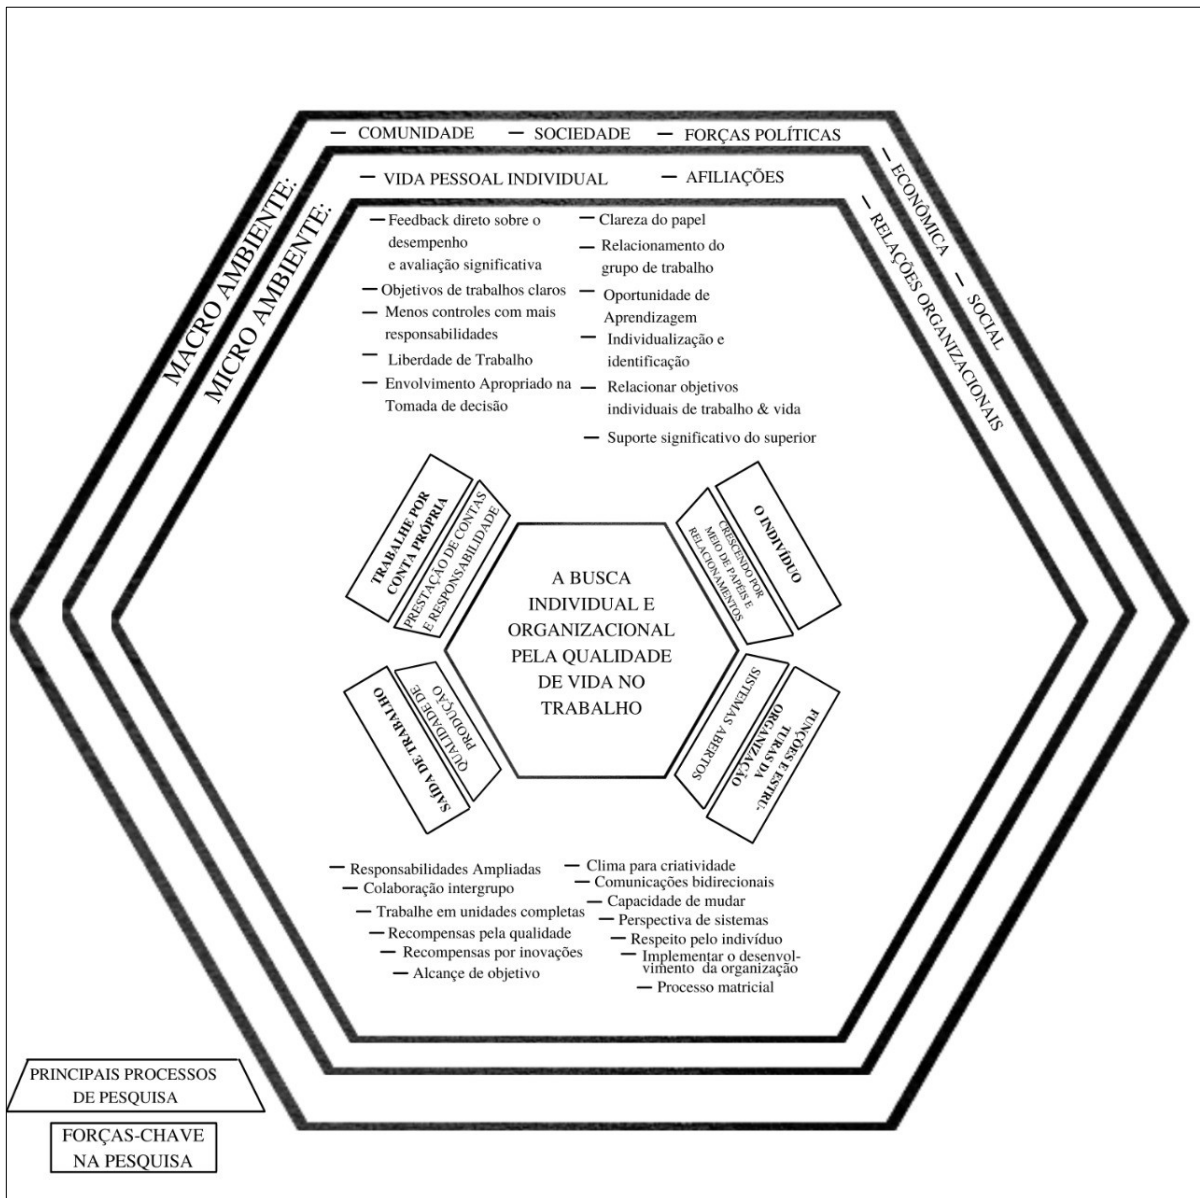 — COMUNIDADE — SOCIEDADE — FORÇAS POLÍTICAS
— ECONÔMICA — SOCIAL
MACRO AMBIENTE:
MICRO AMBIENTE:
— VIDA PESSOAL INDIVIDUAL — AFILIAÇÕES
— RELAÇÕES ORGANIZACIONAIS
— Feedback direto sobre o
desempenho
e avaliação significativa
— Objetivos de trabalhos claros
— Menos controles com mais
responsabilidades
— Liberdade de Trabalho
— Envolvimento Apropriado na
Tomada de decisão
— Clareza do papel
— Relacionamento do
grupo de trabalho
— Oportunidade de
Aprendizagem
— Individualização e
identificação
— Relacionar objetivos
individuais de trabalho & vida
— Suporte significativo do superior
TRABALHE POR
CONTA PRÓPRIA
PRESTAÇÃO DE CONTAS
E RESPONSABILIDADE
O INDIVÍDUO
CRESCENDO POR
MEIO DE PAPÉIS E
RELACIONAMENTOS
A BUSCA
INDIVIDUAL E
ORGANIZACIONAL
PELA QUALIDADE
DE VIDA NO
TRABALHO
QUALIDADE DE
PRODUÇÃO
SAÍDA DE TRABALHO
SISTEMAS ABERTOS
FUNÇÕES E ESTRU-
TURAS DA
ORGANIZAÇÃO
— Responsabilidades Ampliadas
— Colaboração intergrupo
— Trabalhe em unidades completas
— Recompensas pela qualidade
— Recompensas por inovações
— Alcançe de objetivo
— Clima para criatividade
— Comunicações bidirecionais
— Capacidade de mudar
— Perspectiva de sistemas
— Respeito pelo indivíduo
— Implementar o desenvol-
vimento da organização
— Processo matricial
PRINCIPAIS PROCESSOS
DE PESQUISA
FORÇAS-CHAVE
NA PESQUISA